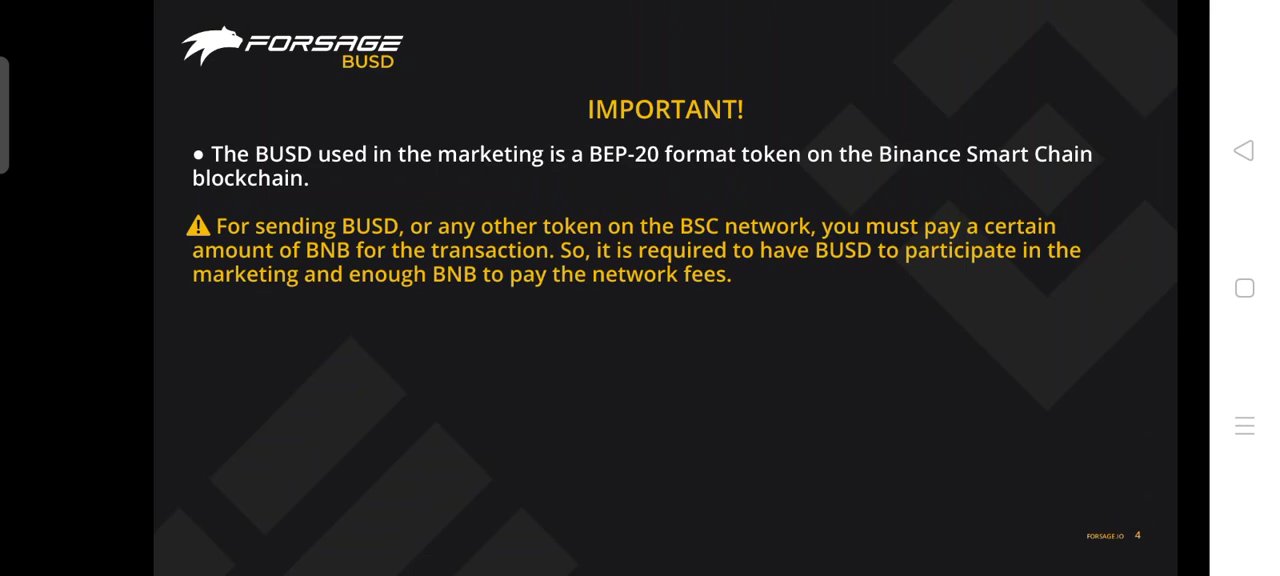 FORSAGE
BUSD
IMPORTANT!
● The BUSD used in the marketing is a BEP-20 format token on the Binance Smart Chain
blockchain.
⚠ For sending BUSD, or any other token on the BSC network, you must pay a certain
amount of BNB for the transaction. So, it is required to have BUSD to participate in the
marketing and enough BNB to pay the network fees.
FORSAGE.IO 4